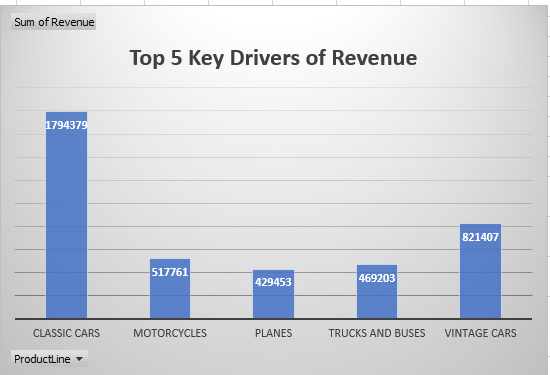 Sum of Revenue
Top 5 Key Drivers of Revenue
1794379
517761
429453
469203
821407
CLASSIC CARS
MOTORCYCLES
PLANES
TRUCKS AND BUSES
VINTAGE CARS
ProductLine